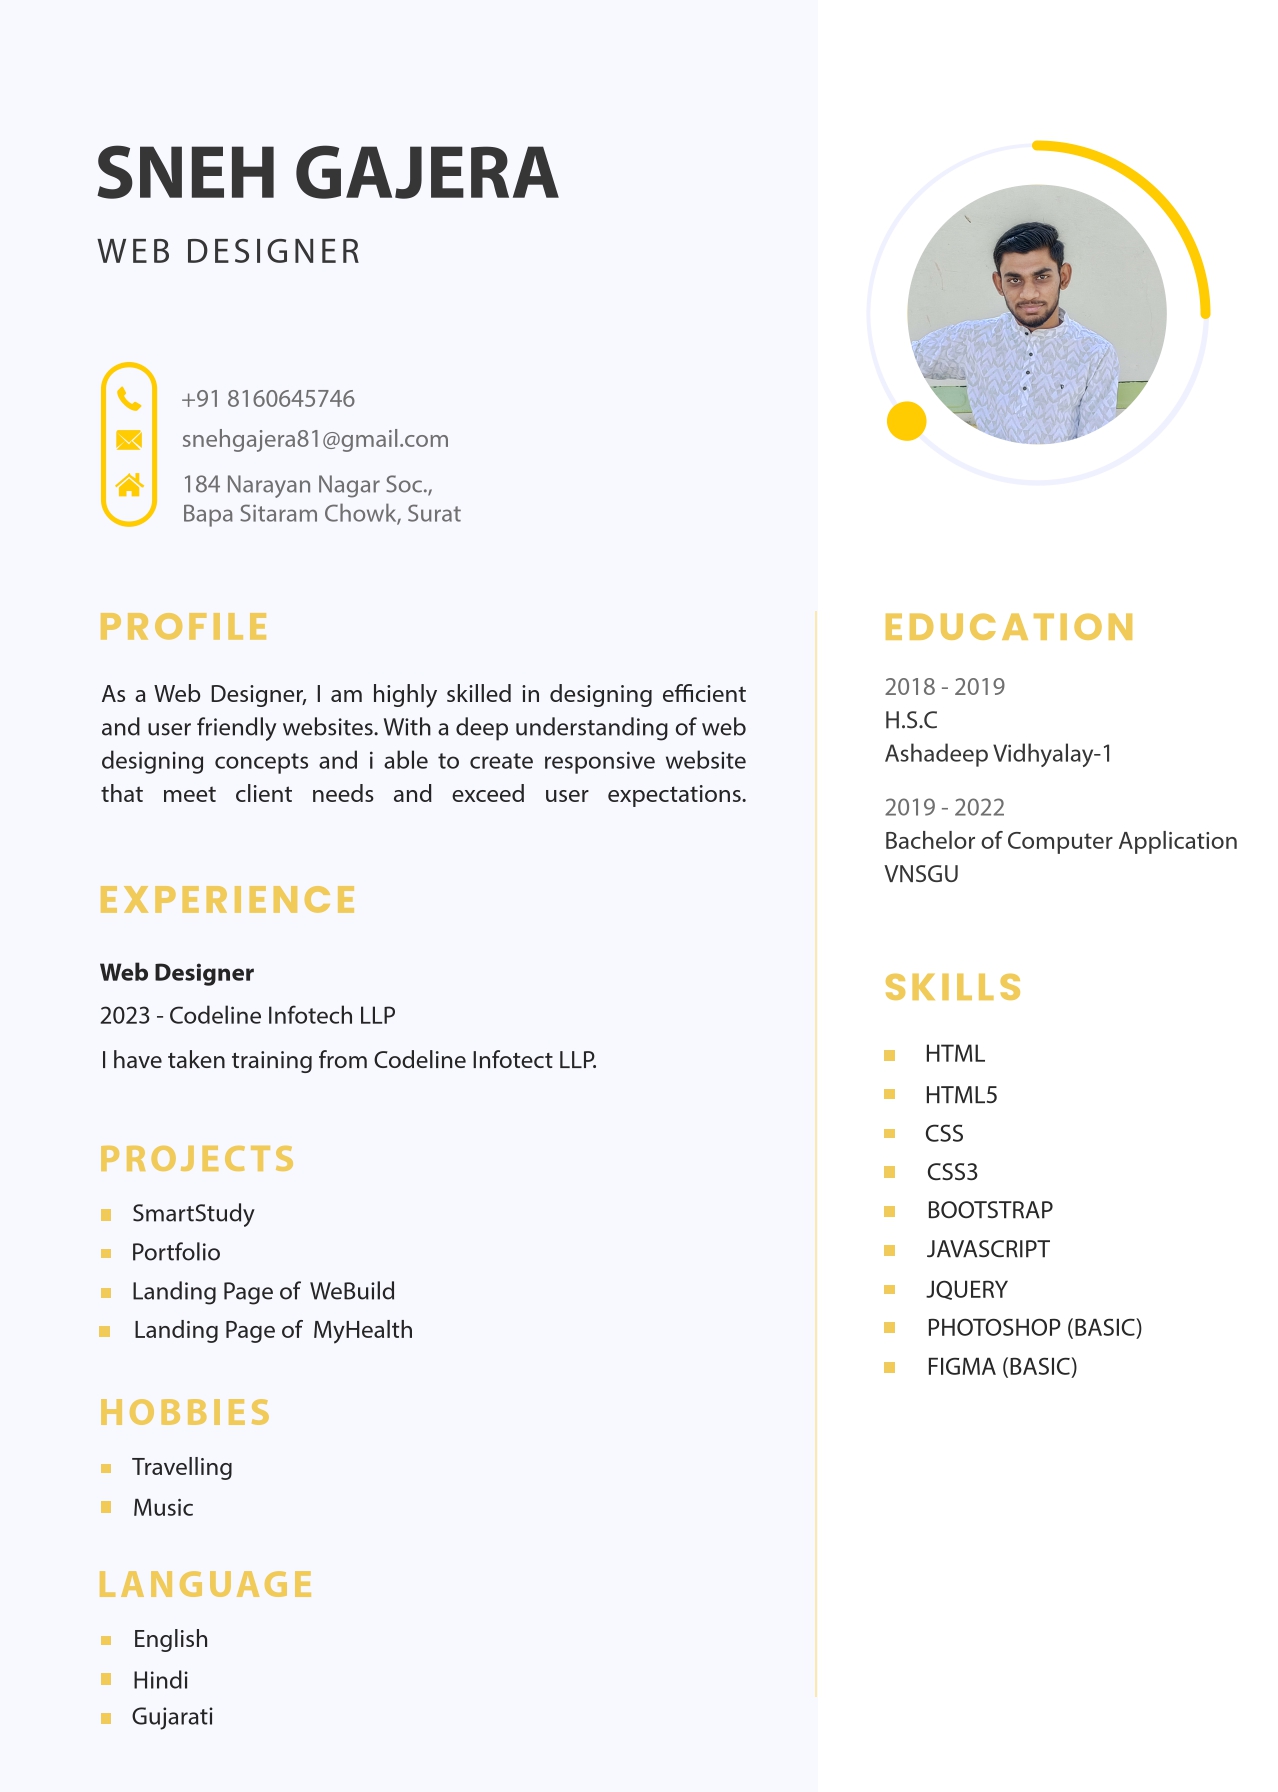 SNEH GAJERA
WEB DESIGNER
+91 8160645746
snehgajera81@gmail.com
184 Narayan Nagar Soc.,
Bapa Sitaram Chowk, Surat
PROFILE
As a Web Designer, I am highly skilled in designing efficient
and user friendly websites. With a deep understanding of web
designing concepts and i able to create responsive website
that meet client needs and exceed user expectations.
EXPERIENCE
Web Designer
2023 - Codeline Infotech LLP
I have taken training from Codeline Infotect LLP.
PROJECTS
SmartStudy
Portfolio
Landing Page of WeBuild
Landing Page of MyHealth
HOBBIES
Travelling
Music
LANGUAGE
English
Hindi
Gujarati
EDUCATION
2018 - 2019
H.S.C
Ashadeep Vidhyalay-1
2019 - 2022
Bachelor of Computer Application
VNSGU
SKILLS
HTML
HTML5
CSS
CSS3
BOOTSTRAP
JAVASCRIPT
JQUERY
PHOTOSHOP (BASIC)
FIGMA (BASIC)